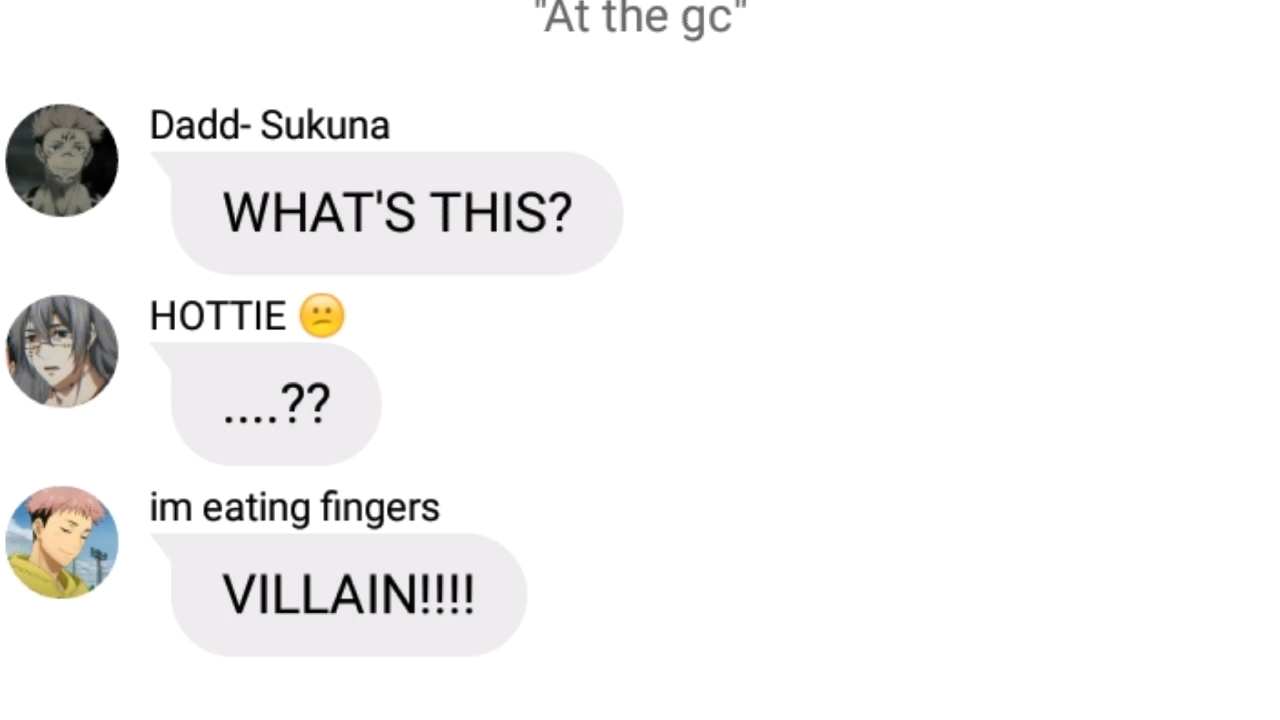 "At the gc"
Dadd- Sukuna
WHAT'S THIS?
HOTTIE 😕
....??
im eating fingers
VILLAIN!!!!